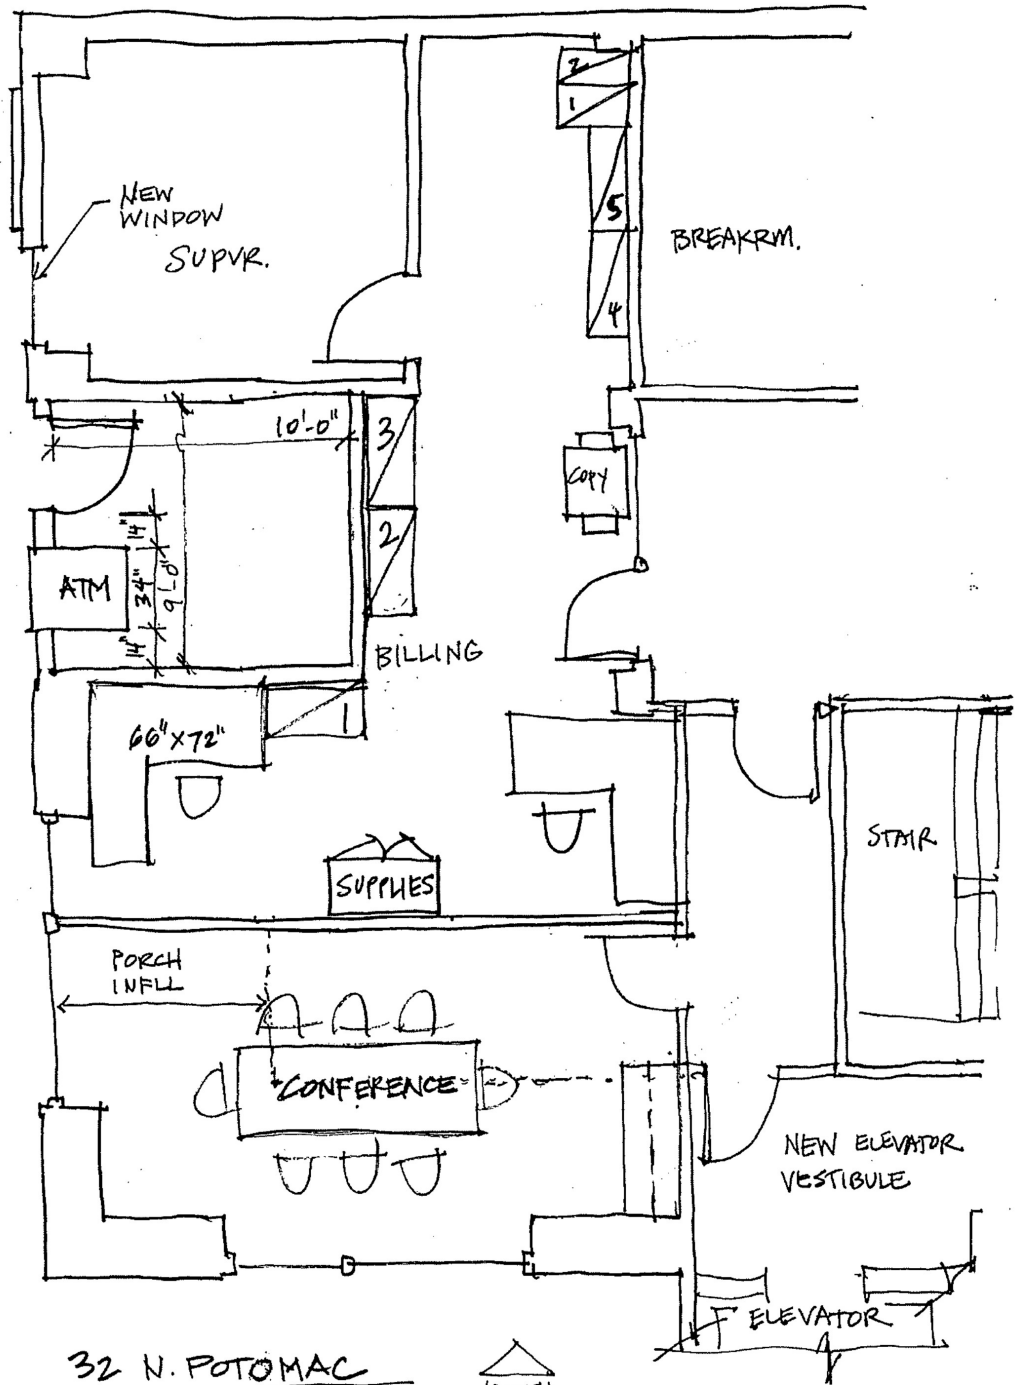 2
1
5
4
NEW
WINDOW
SUPVR.
BREAKRM.
10'-0"
3
2
COPY
14"
34"
14"
9'-0"
ATM
BILLING
66"X72"
1
STAIR
SUPPLIES
PORCH
INFLL
CONFERENCE
NEW ELEVATOR
VESTIBULE
ELEVATOR
32 N. POTOMAC